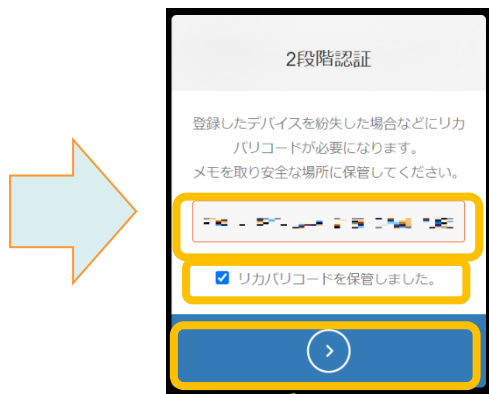 2段階認証
登録したデバイスを紛失した場合などにリカ
バリコードが必要になります。
メモを取り安全な場所に保管してください。
リカバリコードを保管しました。